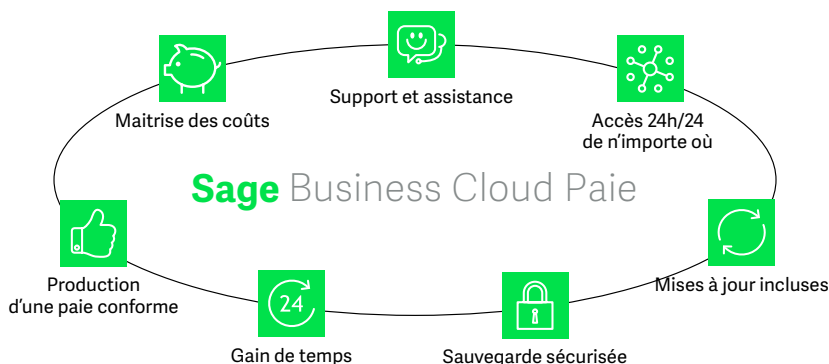 Support et assistance
Maitrise des coûts
Accès 24h/24
de n'importe où
Sage Business Cloud Paie
Production
d'une paie conforme
24
Gain de temps
Sauvegarde sécurisée
Mises à jour incluses